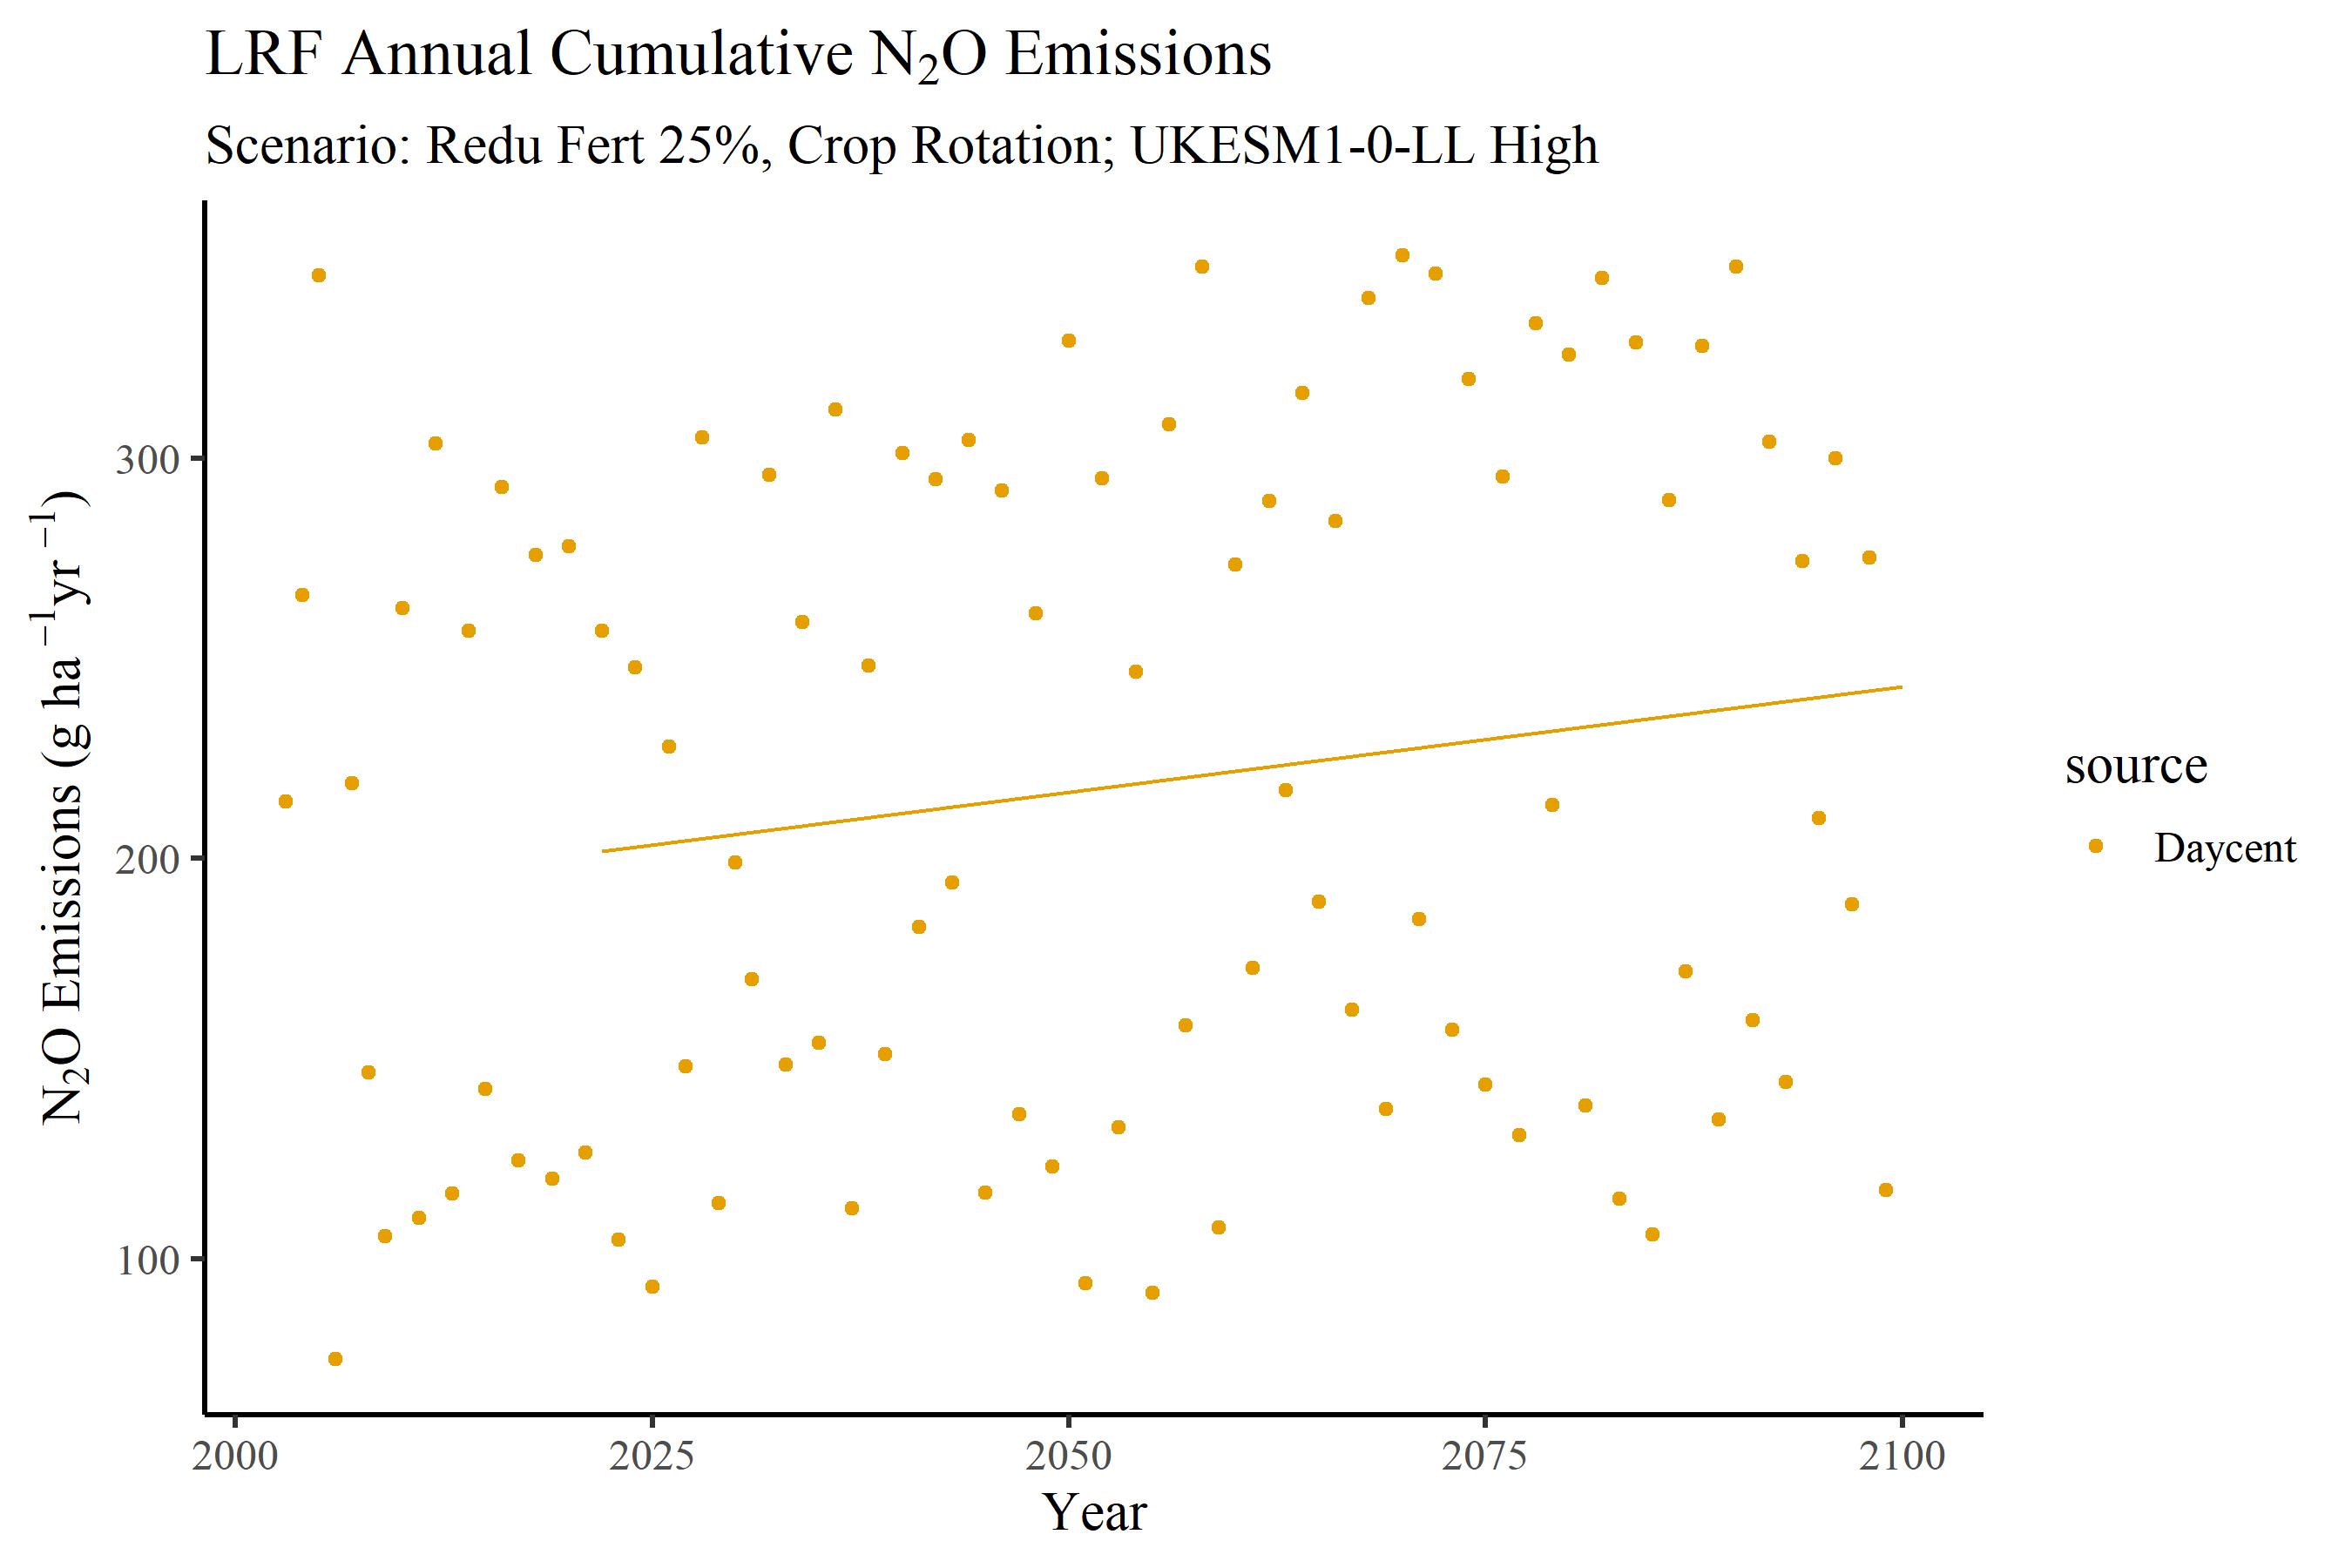 LRF Annual Cumulative N₂O Emissions
Scenario: Redu Fert 25%, Crop Rotation; UKESM1-0-LL High
N₂O Emissions (g ha ⁻¹yr ⁻¹)
300
200
100
2000
2025
2050
2075
2100
Year
source
Daycent